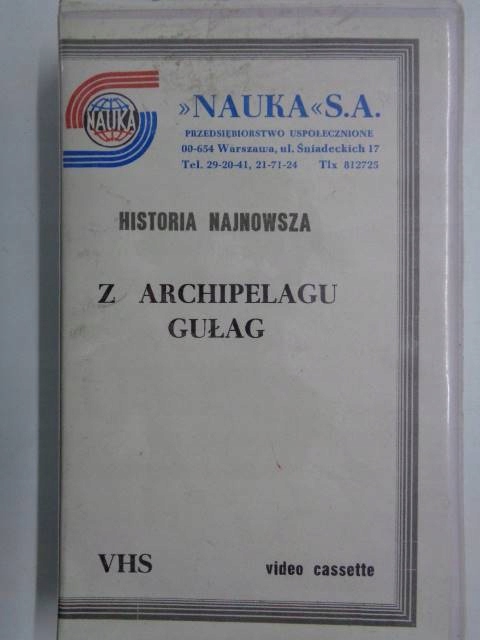 NAUKA
»NAUKA« S.A.
PRZEDSIĘBIORSTWO USPOŁECZNIONE
00-654 Warszawa, ul. Śniadeckich 17
Tel. 29-20-41, 21-71-24 Tlx 812725
HISTORIA NAJNOWSZA
Z ARCHIPELAGU
GUŁAG
VHS video cassette